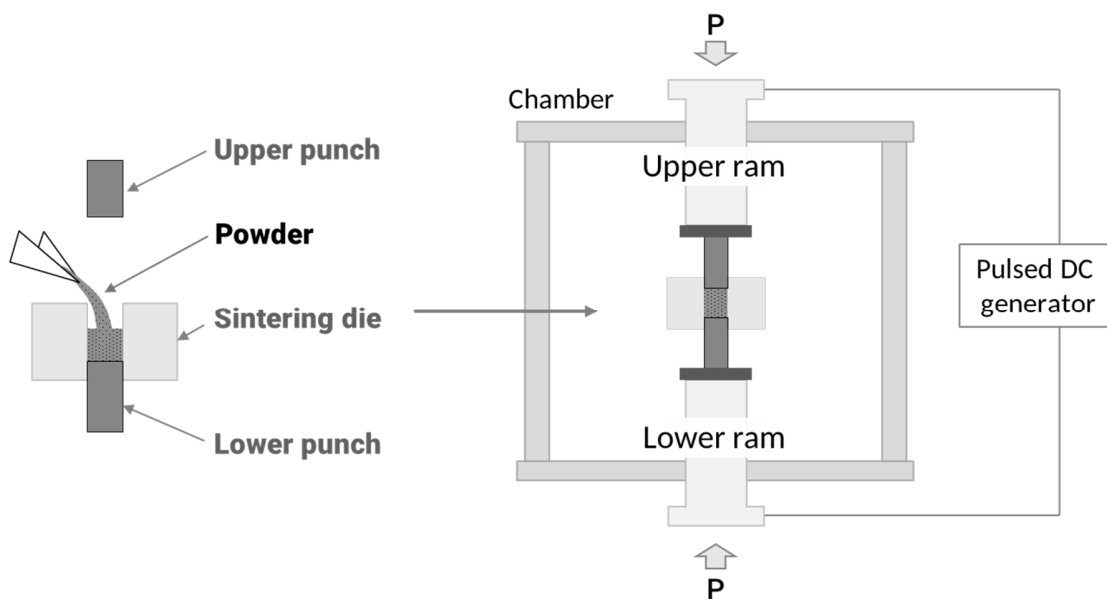 Upper punch
Powder
Sintering die
Lower punch
P
Chamber
Upper ram
Pulsed DC
generator
Lower ram
P